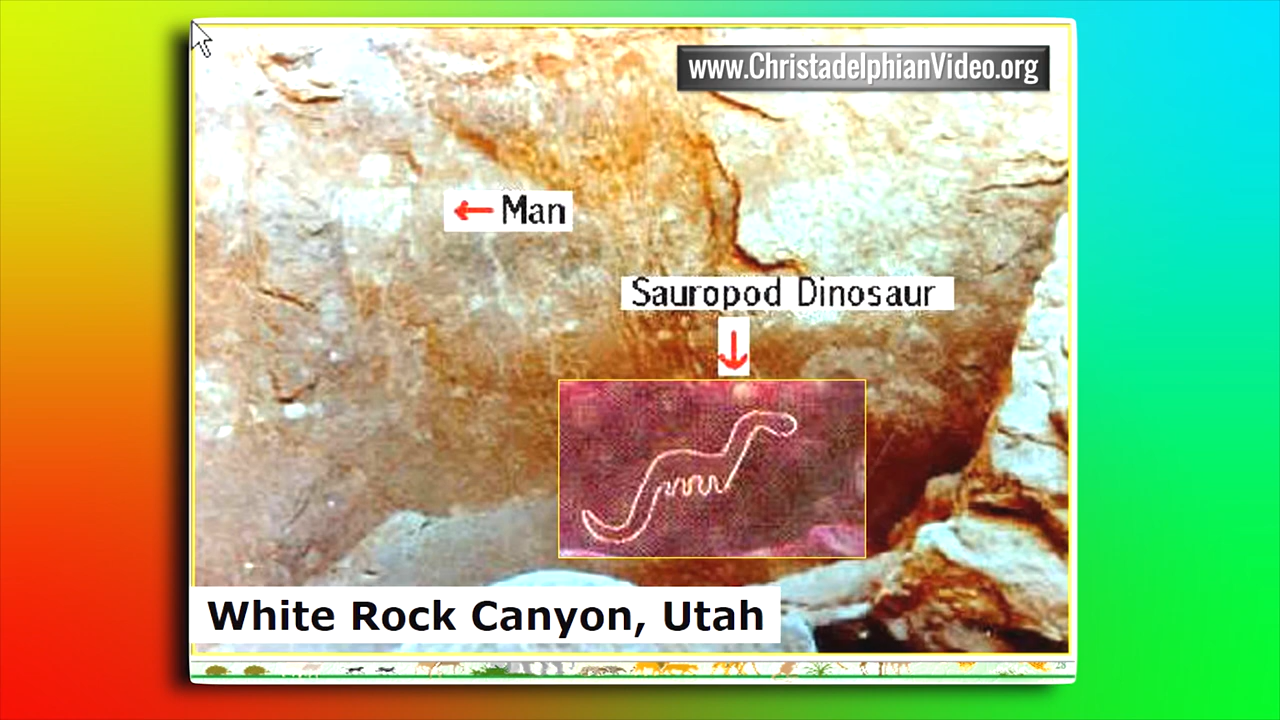 www.ChristadelphianVideo.org
← Man
Sauropod Dinosaur
↓
White Rock Canyon, Utah